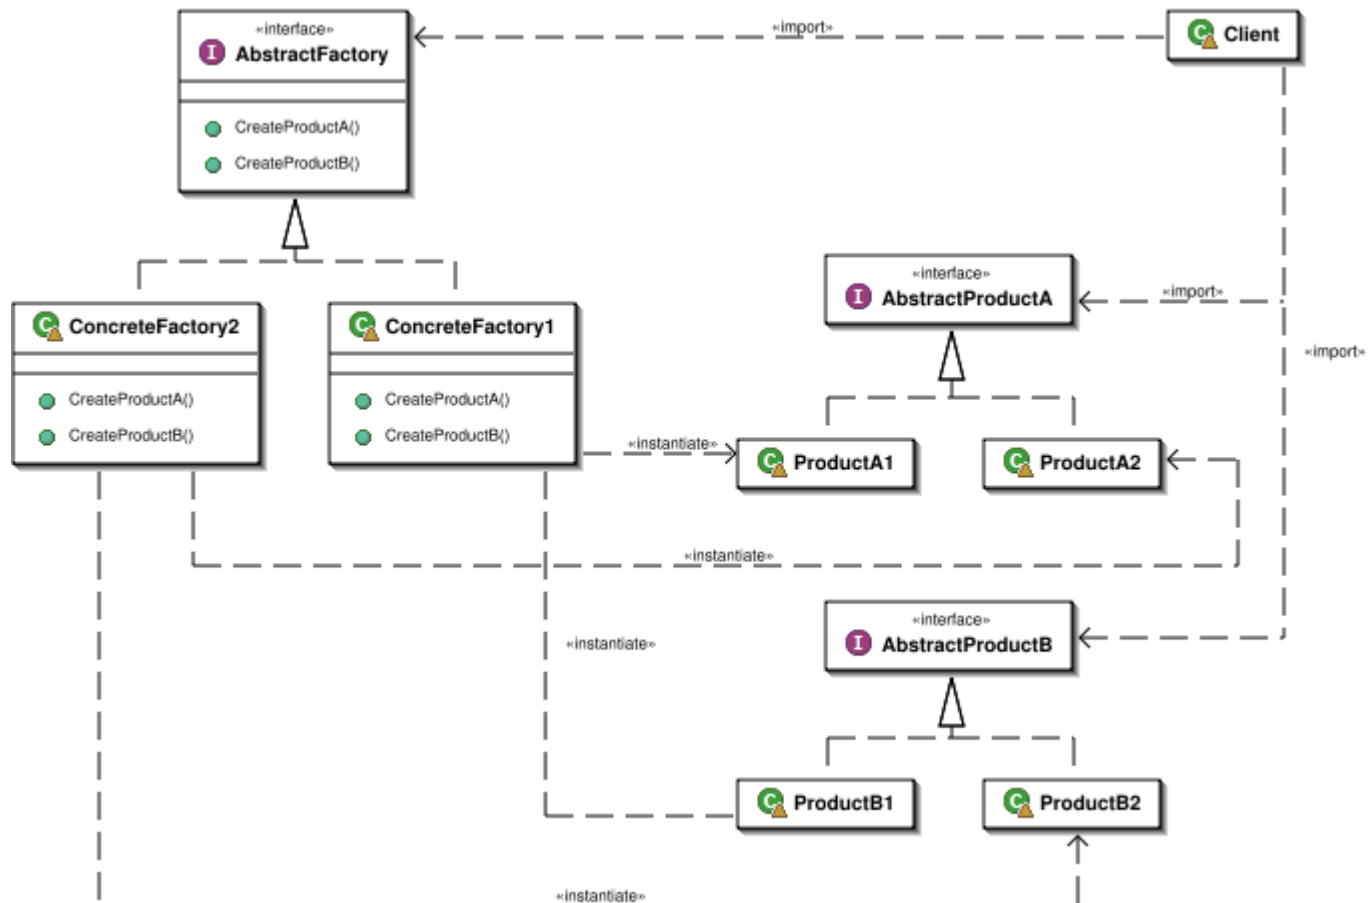 «interface»
AbstractFactory
CreateProductA()
CreateProductB()
«import»
Client
ConcreteFactory2
CreateProductA()
CreateProductB()
ConcreteFactory1
CreateProductA()
CreateProductB()
«interface»
AbstractProductA
«import»
«import»
«instantiate»
ProductA1
ProductA2
«instantiate»
«instantiate»
«interface»
AbstractProductB
ProductB1
ProductB2
«instantiate»